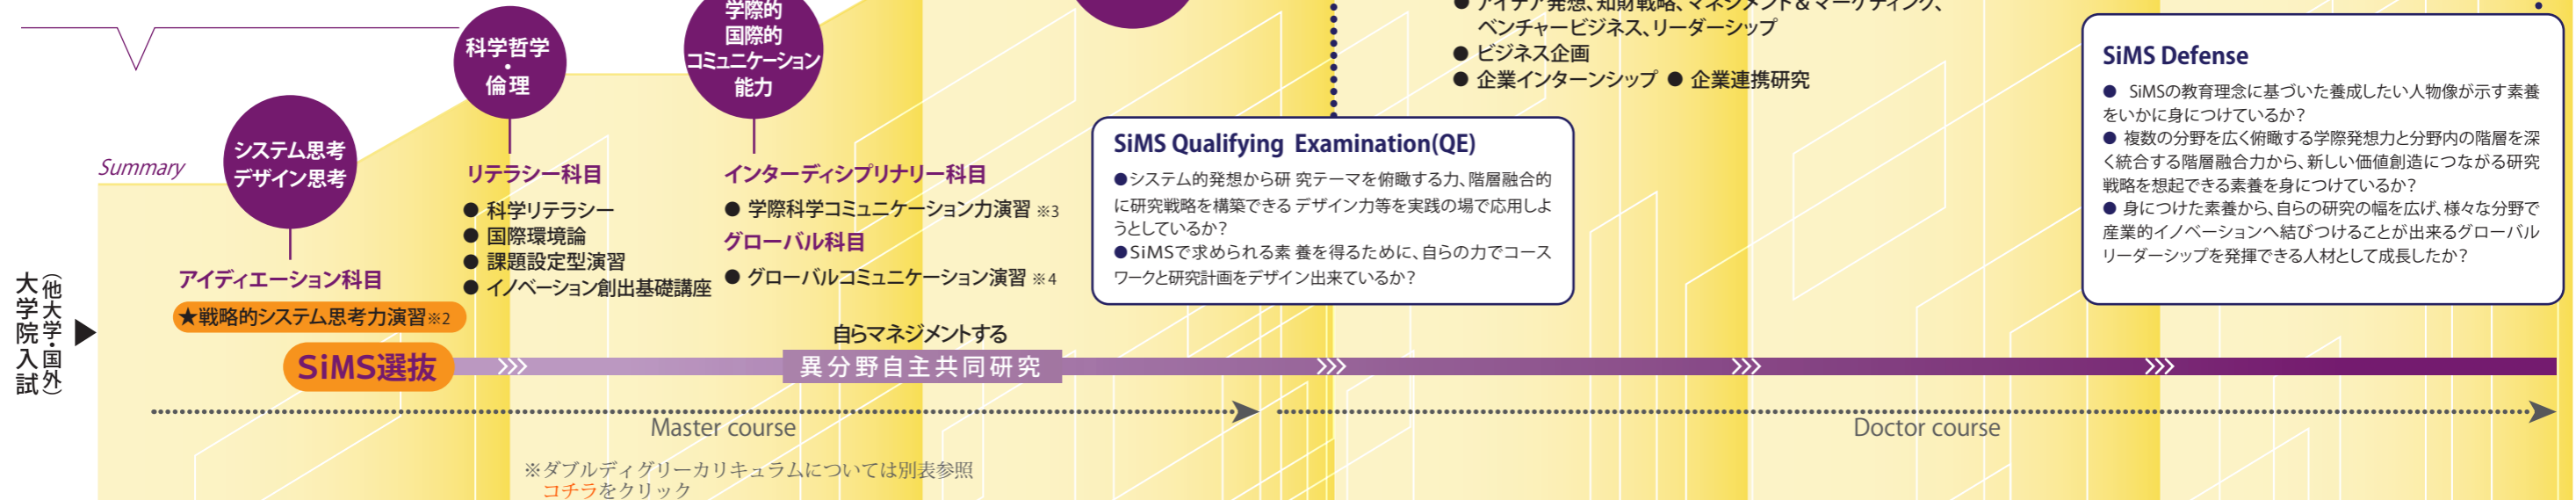 学際的
国際的
コミュニケーション
能力
アイデア発想、知財戦略、マネジメント＆マーケティング、
ベンチャービジネス、リーダーシップ
● ビジネス企画
● 企業インターンシップ ● 企業連携研究
科学哲学
・
倫理
システム思考
デザイン思考
Summary
SiMS Defense
● SiMSの教育理念に基づいた養成したい人物像が示す素養
をいかに身につけているか？
● 複数の分野を広く俯瞰する学際発想力と分野内の階層を深
く統合する階層融合力から、新しい価値創造につながる研究
戦略を想起できる素養を身につけているか？
● 身につけた素養から、自らの研究の幅を広げ、様々な分野で
産業的イノベーションへ結びつけることが出来るグローバル
リーダーシップを発揮できる人材として成長したか？
SiMS Qualifying Examination(QE)
●システム的発想から研 究テーマを俯瞰する力、階層融合的
に研究戦略を構築できる デザイン力等を実践の場で応用しよ
うとしているか？
●SiMSで求められる素 養を得るために、自らの力でコース
ワークと研究計画をデザイン出来ているか？
リテラシー科目
● 科学リテラシー
● 国際環境論
● 課題設定型演習
● イノベーション創出基礎講座
インターディシプリナリー科目
● 学際科学コミュニケーション力演習 ※3
グローバル科目
● グローバルコミュニケーション演習 ※4
アイディエーション科目
★戦略的システム思考力演習※2
大学院入試
（他大学・国外）
SiMS選抜
自らマネジメントする
異分野自主共同研究
Master course
Doctor course
※ダブルディグリーカリキュラムについては別表参照
コチラをクリック